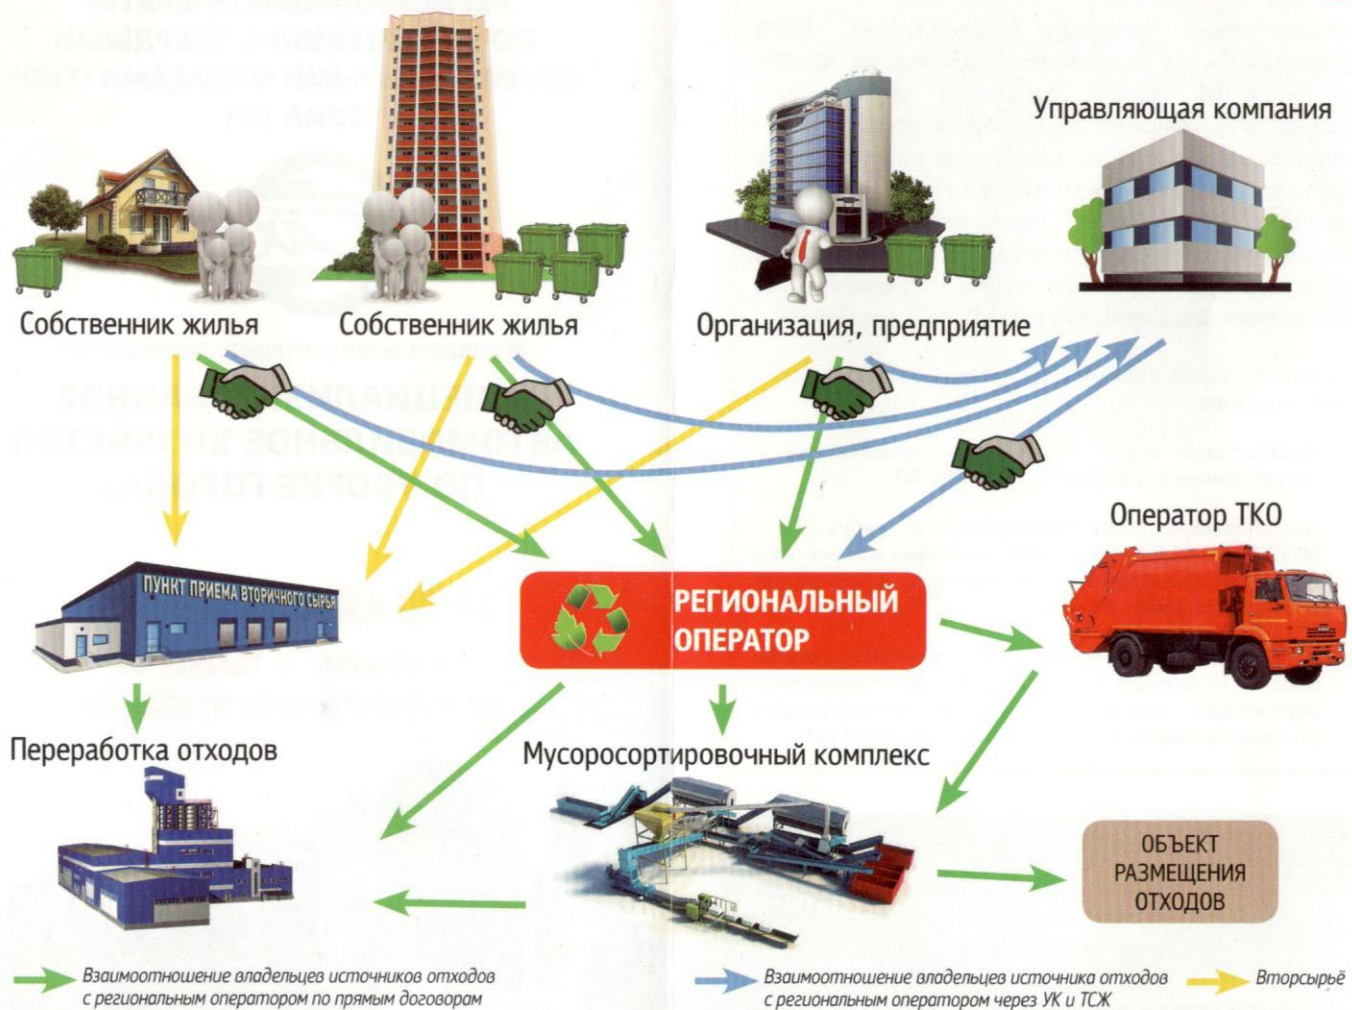 Управляющая компания
Собственник жилья
Собственник жилья
Организация, предприятие
Оператор ТКО
ПУНКТ ПРИЕМА ВТОРИЧНОГО СЫРЬЯ
РЕГИОНАЛЬНЫЙ
ОПЕРАТОР
Переработка отходов
Мусоросортировочный комплекс
ОБЪЕКТ
РАЗМЕЩЕНИЯ
ОТХОДОВ
Взаимоотношение владельцев источников отходов
с региональным оператором по прямым договорам
Взаимоотношение владельцев источника отходов
с региональным оператором через УК и ТСЖ
Вторсырьё